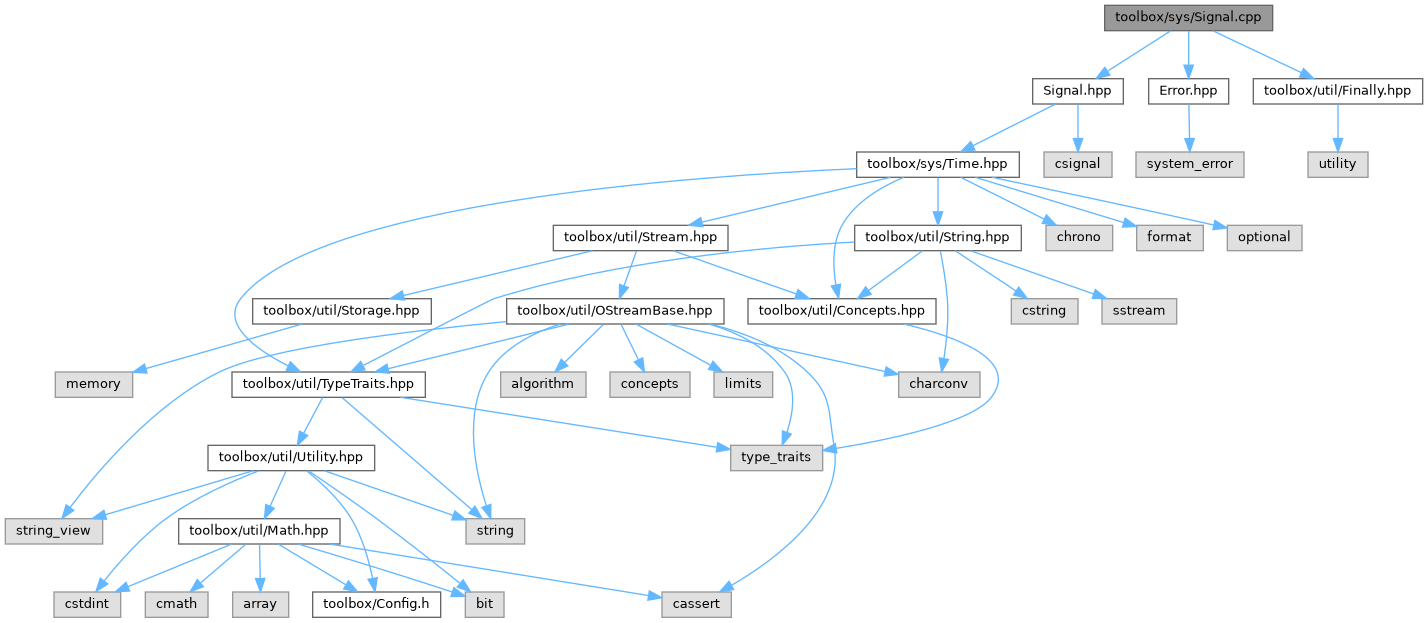 toolbox/sys/Signal.cpp
Signal.hpp
Error.hpp
toolbox/util/Finally.hpp
toolbox/sys/Time.hpp
csignal
system_error
utility
toolbox/util/Stream.hpp
toolbox/util/String.hpp
chrono
format
optional
toolbox/util/Storage.hpp
toolbox/util/OStreamBase.hpp
toolbox/util/Concepts.hpp
cstring
sstream
memory
toolbox/util/TypeTraits.hpp
algorithm
concepts
limits
charconv
toolbox/util/Utility.hpp
type_traits
string_view
toolbox/util/Math.hpp
string
cstdint
cmath
array
toolbox/Config.h
bit
cassert